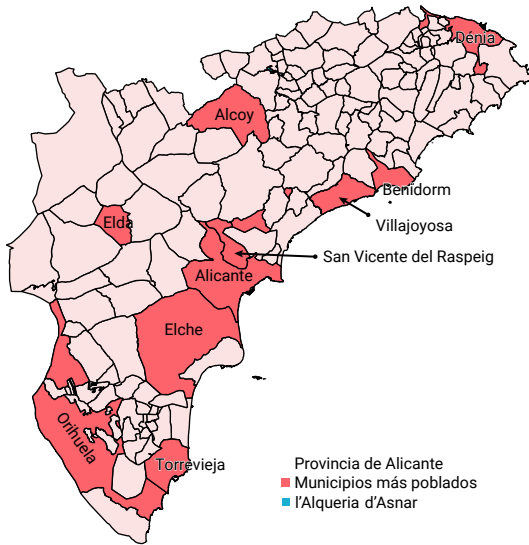 Dénia
Alcoy
Benidorm
Elda
Villajoyosa
San Vicente del Raspeig
Alicante
Elche
Orihuela
Torrevieja
Provincia de Alicante
Municipios más poblados
l'Alqueria d'Asnar